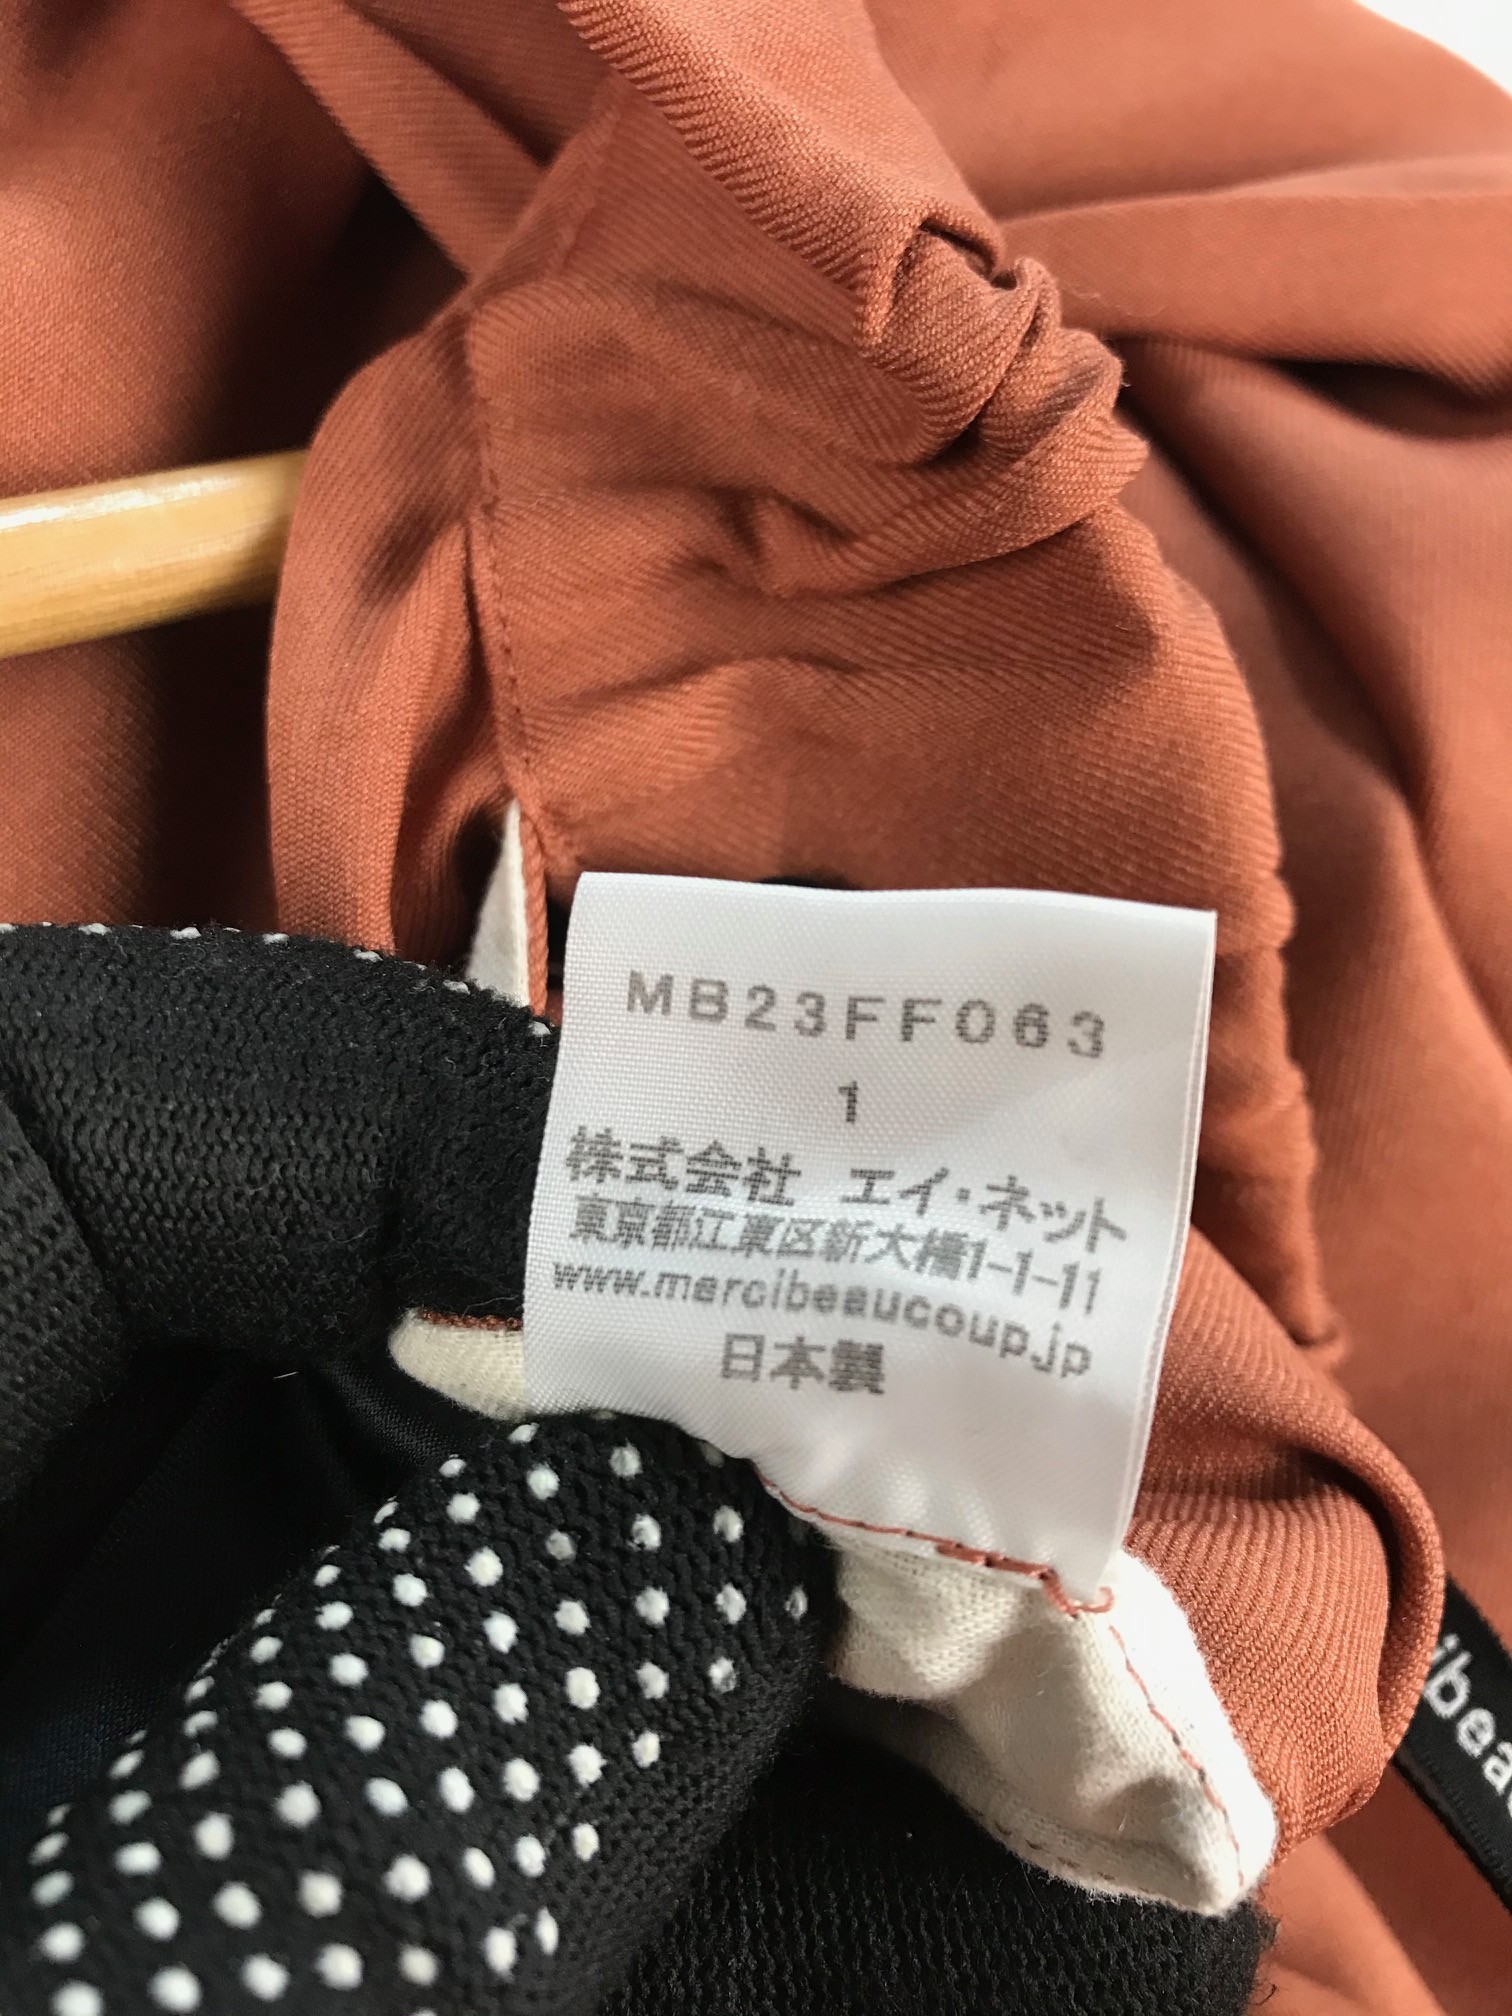 MB23FF063
1
株式会社 エイ・ネット
東京都江東区新大橋1-1-11
www.mercibeaucoup.jp
日本製
ibea